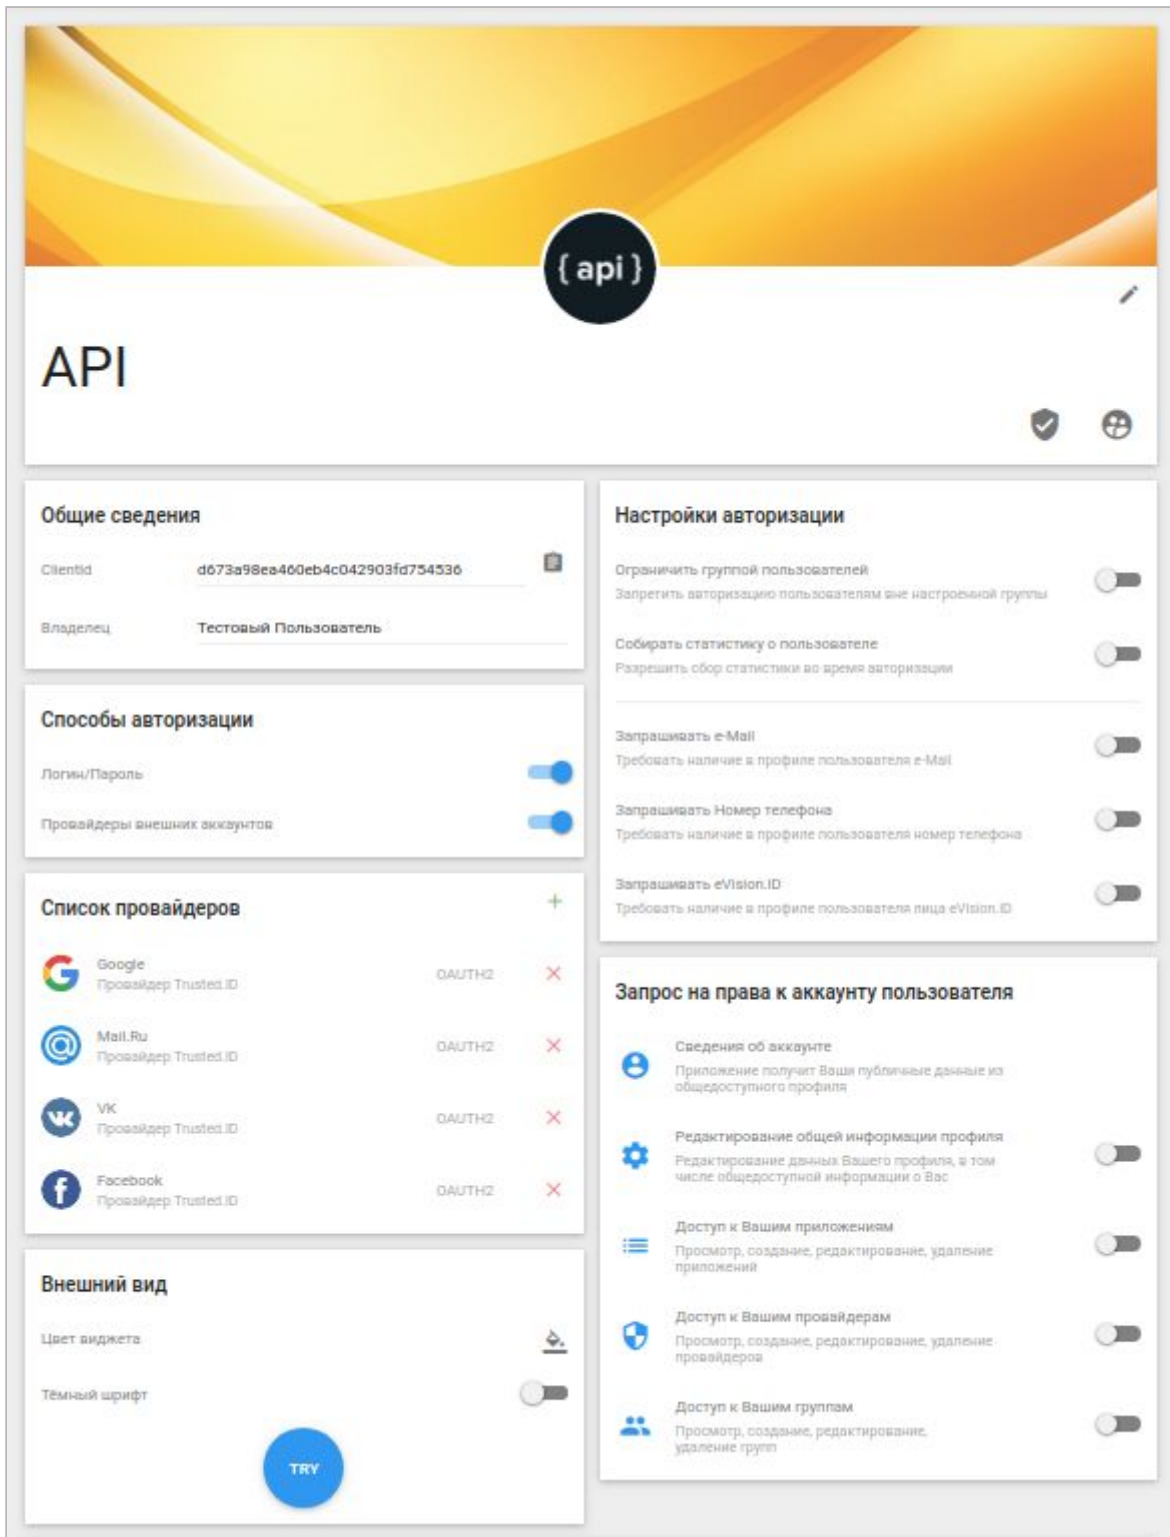 { api }
API
Общие сведения
ClientId
d673a98ea460eb4c042903fd754536
Владелец
Тестовый Пользователь
Способы авторизации
Логин/Пароль
Провайдеры внешних аккаунтов
Список провайдеров
Google
Провайдер Trusted.ID
OAUTH2
Mail.Ru
Провайдер Trusted.ID
OAUTH2
VK
Провайдер Trusted.ID
OAUTH2
Facebook
Провайдер Trusted.ID
OAUTH2
Внешний вид
Цвет виджета
Тёмный шрифт
TRY
Настройки авторизации
Ограничить группой пользователей
Запретить авторизацию пользователям вне настроенной группы
Собирать статистику о пользователе
Разрешить сбор статистики во время авторизации
Запрашивать e-Mail
Требовать наличие в профиле пользователя e-Mail
Запрашивать Номер телефона
Требовать наличие в профиле пользователя номер телефона
Запрашивать eVision.ID
Требовать наличие в профиле пользователя лица eVision.ID
Запрос на права к аккаунту пользователя
Сведения об аккаунте
Приложение получит Ваши публичные данные из
общедоступного профиля
Редактирование общей информации профиля
Редактирование данных Вашего профиля, в том
числе общедоступной информации о Вас
Доступ к Вашим приложениям
Просмотр, создание, редактирование, удаление
приложений
Доступ к Вашим провайдерам
Просмотр, создание, редактирование, удаление
провайдеров
Доступ к Вашим группам
Просмотр, создание, редактирование,
удаление групп